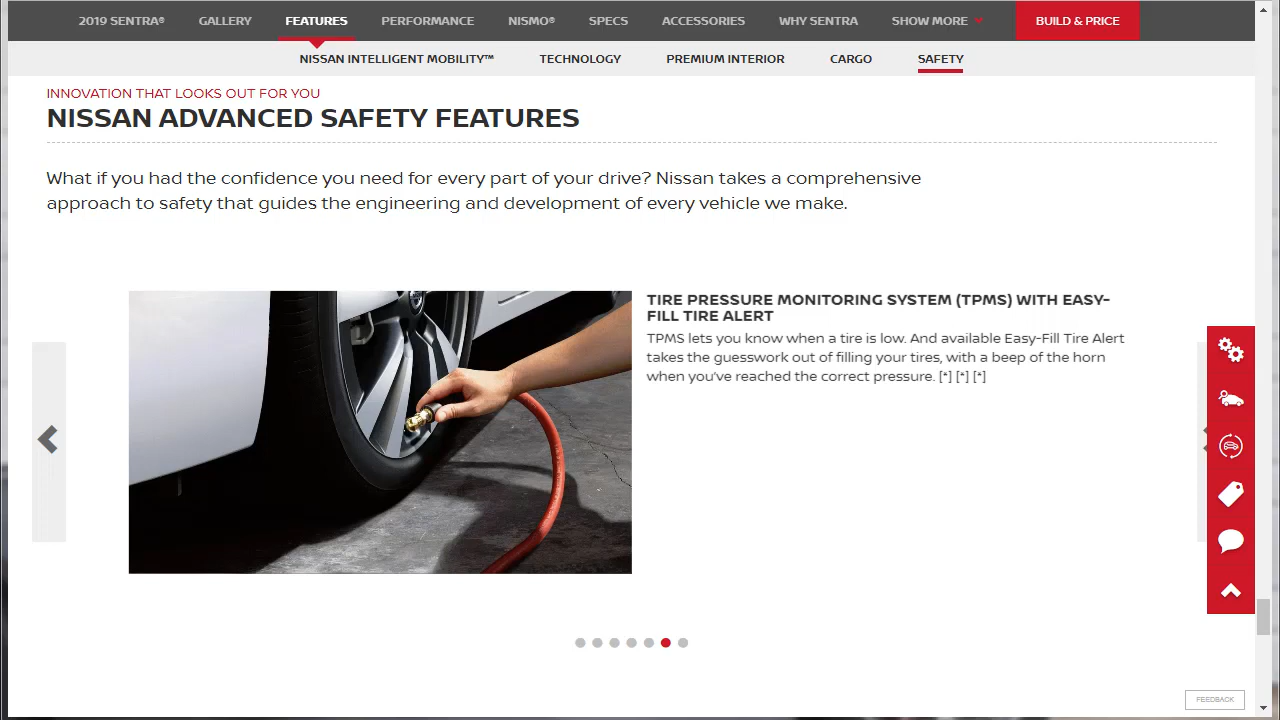 2019 SENTRA® GALLERY FEATURES PERFORMANCE NISMO® SPECS ACCESSORIES WHY SENTRA SHOW MORE BUILD & PRICE
NISSAN INTELLIGENT MOBILITY™ TECHNOLOGY PREMIUM INTERIOR CARGO SAFETY
INNOVATION THAT LOOKS OUT FOR YOU
NISSAN ADVANCED SAFETY FEATURES
What if you had the confidence you need for every part of your drive? Nissan takes a comprehensive
approach to safety that guides the engineering and development of every vehicle we make.
TIRE PRESSURE MONITORING SYSTEM (TPMS) WITH EASY-
FILL TIRE ALERT
TPMS lets you know when a tire is low. And available Easy-Fill Tire Alert
takes the guesswork out of filling your tires, with a beep of the horn
when you've reached the correct pressure. [*] [*] [*]
FEEDBACK